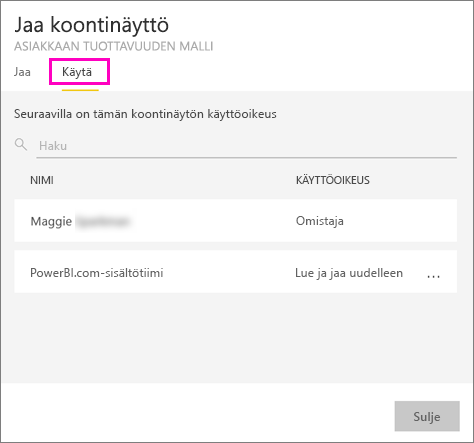 Jaa koontinäyttö
ASIAKKAAN TUOTTAVUUDEN MALLI
Jaa Käytä
Seuraavilla on tämän koontinäytön käyttöoikeus
Haku
NIMI KÄYTTÖOIKEUS
Maggie Omistaja
PowerBI.com-sisältötiimi Lue ja jaa uudelleen ...
Sulje